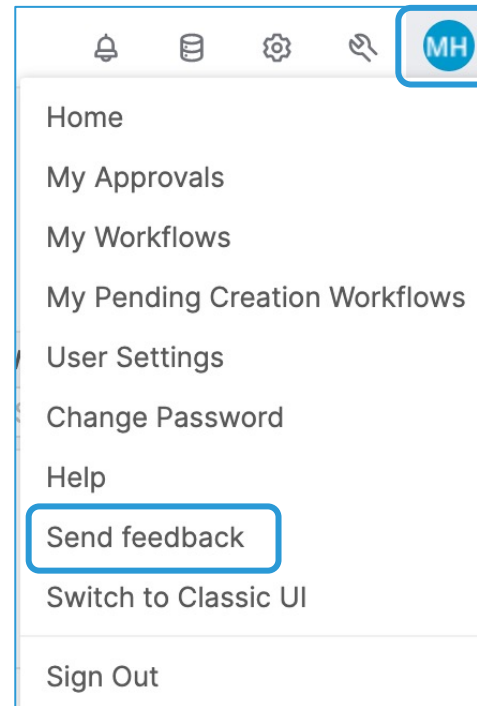 MH
Home
My Approvals
My Workflows
My Pending Creation Workflows
User Settings
Change Password
Help
Send feedback
Switch to Classic UI
Sign Out